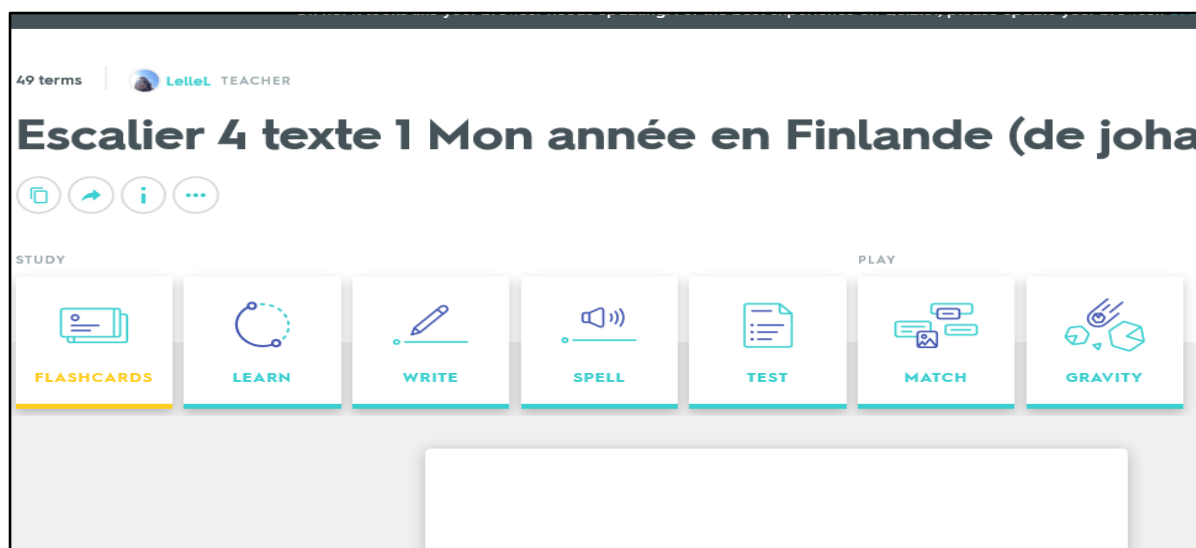 49 terms
LelleL TEACHER
Escalier 4 texte 1 Mon année en Finlande (de joha
STUDY
PLAY
FLASHCARDS
LEARN
WRITE
SPELL
TEST
MATCH
GRAVITY